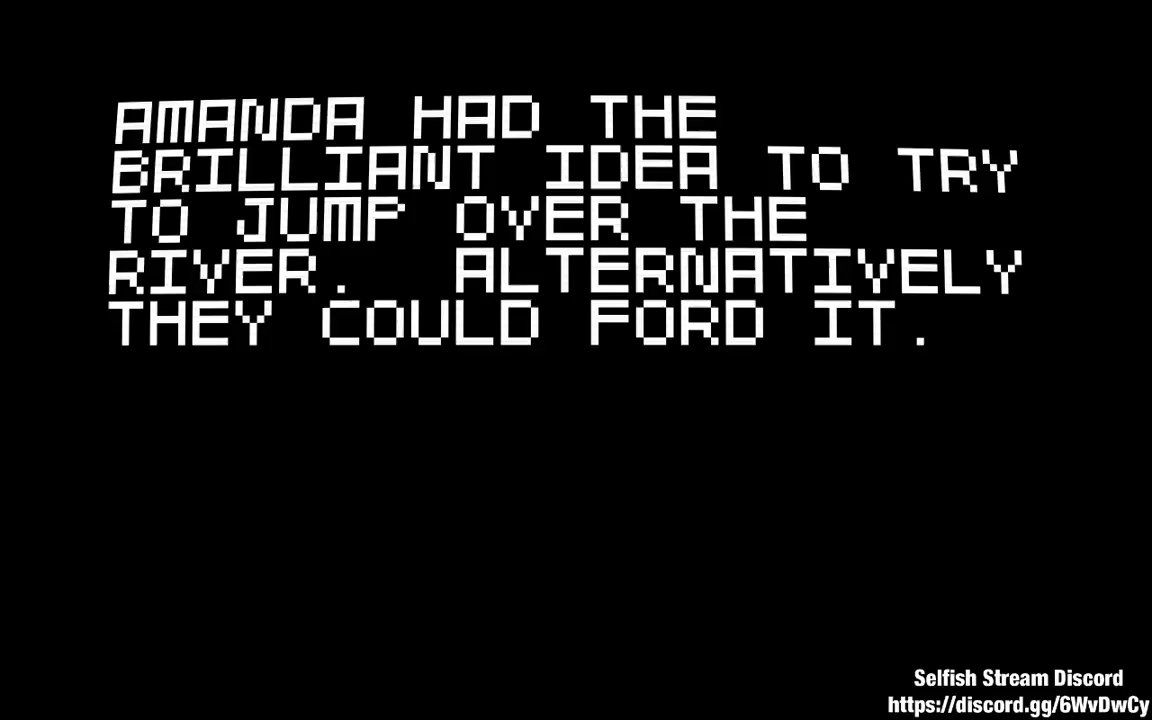 AMANDA HAD THE
BRILLIANT IDEA TO TRY
TO JUMP OVER THE
RIVER. ALTERNATIVELY
THEY COULD FORD IT.
Selfish Stream Discord
https://discord.gg/6WvDwCy